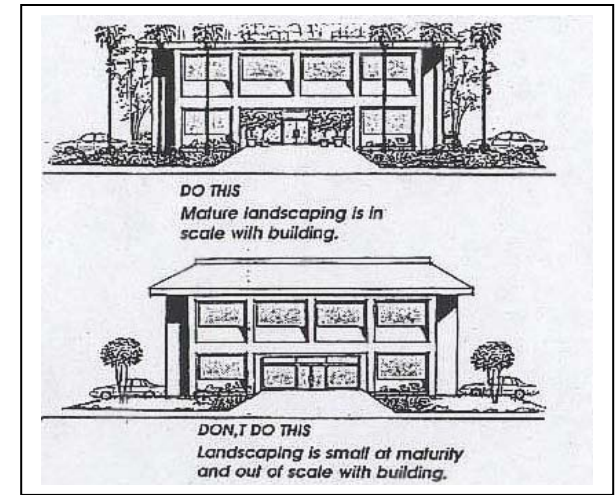 DO THIS
Mature landscaping is in
scale with building.
DON,T DO THIS
Landscaping is small at maturity
and out of scale with building.